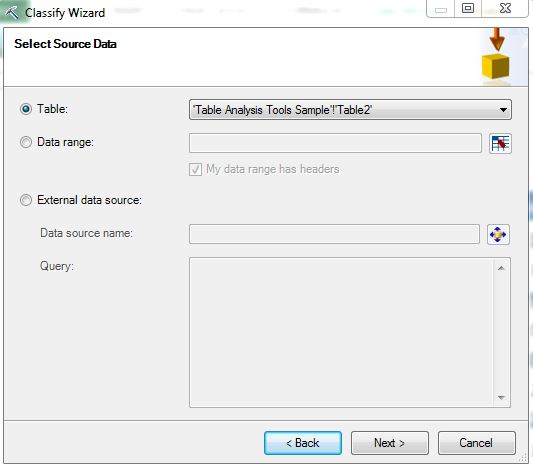 Classify Wizard
Select Source Data
Table:
'Table Analysis Tools Sample'!'Table2'
Data range:
My data range has headers
External data source:
Data source name:
Query:
< Back
Next >
Cancel